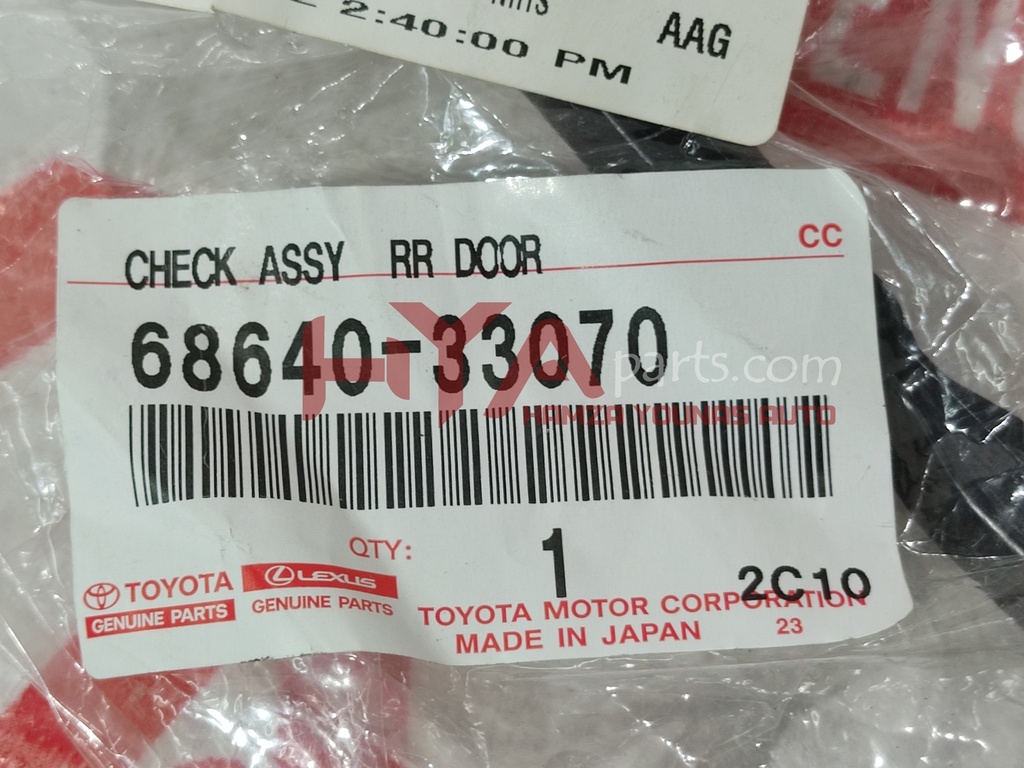 2:40:00 PM
AAG
CC
CHECK ASSY RR DOOR
68640-33070
HYA parts.com
HAMZA YOUNAS AUTO
QTY: 1
TOYOTA
GENUINE PARTS
LEXUS
GENUINE PARTS
2C10
TOYOTA MOTOR CORPORATION
MADE IN JAPAN 23